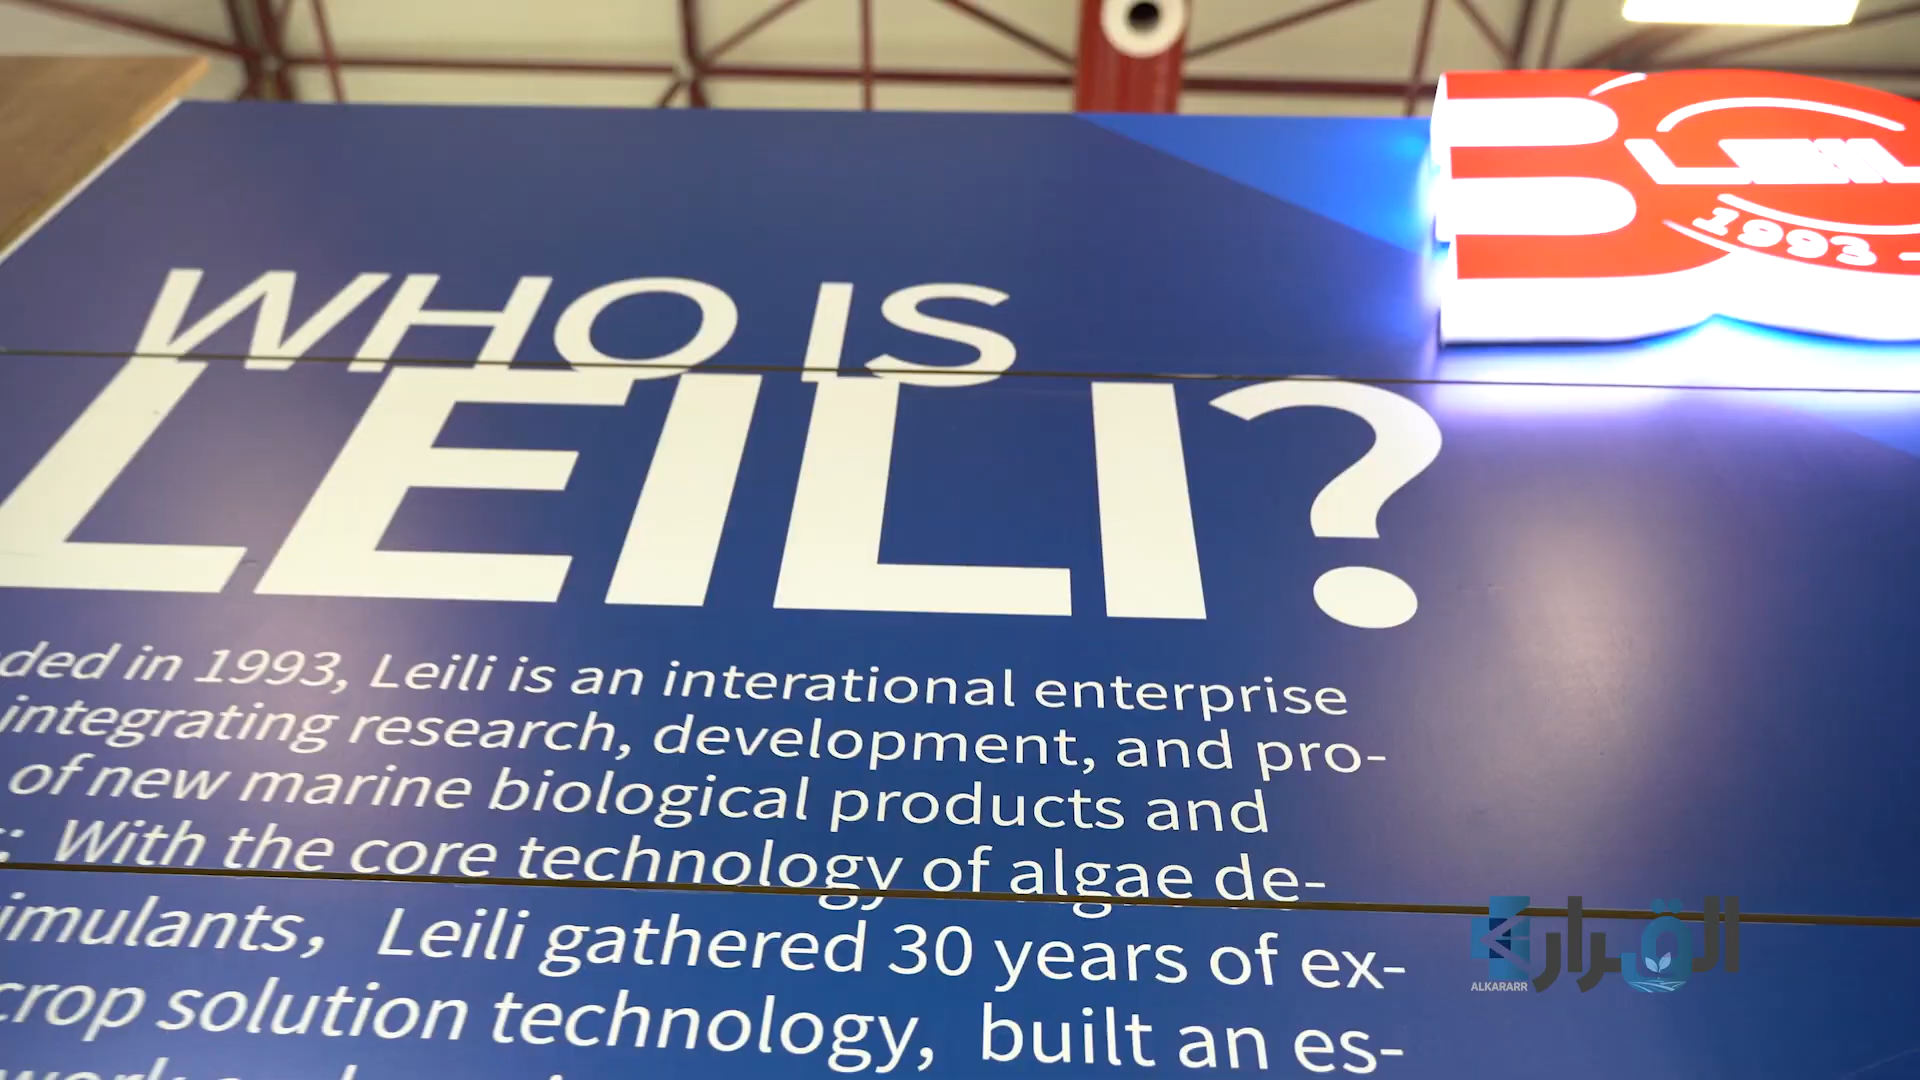 WHO IS
LEILI?
1993
ded in 1993, Leili is an interational enterprise
integrating research, development, and pro-
of new marine biological products and
; With the core technology of algae de-
imulants, Leili gathered 30 years of ex-
crop solution technology, built an es-
القرار
ALKARARR